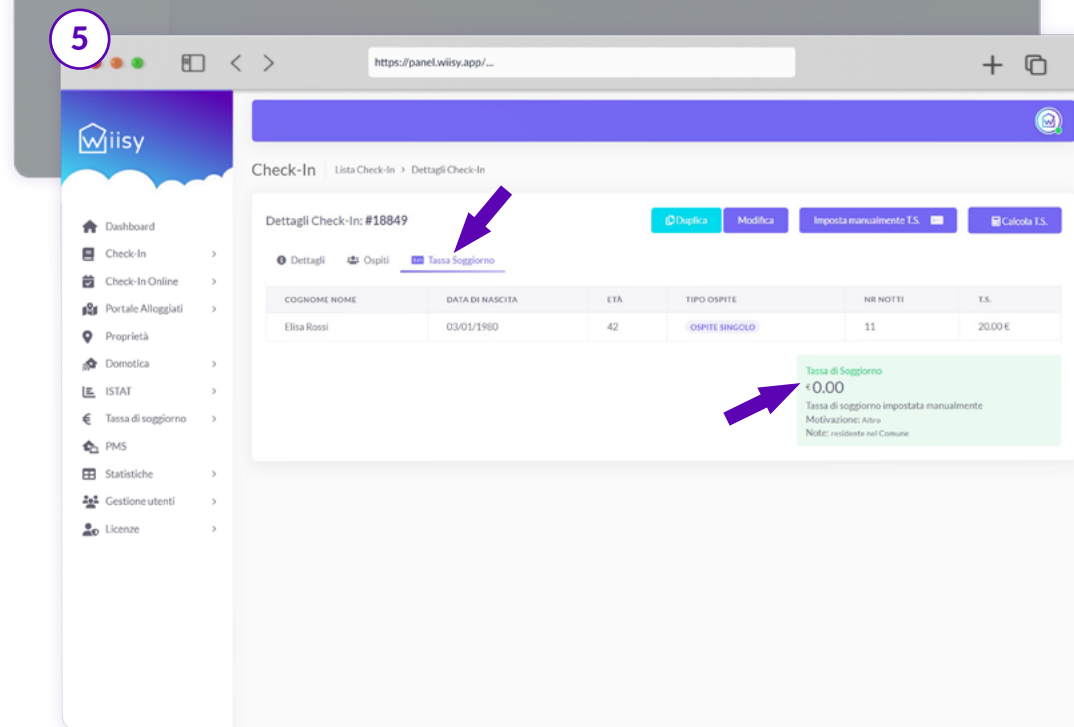 5
https://panel.wiisy.app/...
wiisy
Check-In Lista Check-In > Dettagli Check-In
Dettagli Check-In: #18849
Duplica Modifica Imposta manualmente T.S. Calcola T.S.
Dettagli Ospiti Tassa Soggiorno
COGNOME NOME DATA DI NASCITA ETÀ TIPO OSPITE NR NOTTI T.S.
Elisa Rossi 03/01/1980 42 OSPITE SINGOLO 11 20,00 €
Tassa di Soggiorno
€ 0.00
Tassa di soggiorno impostata manualmente
Motivazione: Altro
Note: residente nel Comune
Dashboard
Check-In
Check-In Online
Portale Alloggiati
Proprietà
Domotica
ISTAT
Tassa di soggiorno
PMS
Statistiche
Gestione utenti
Licenze